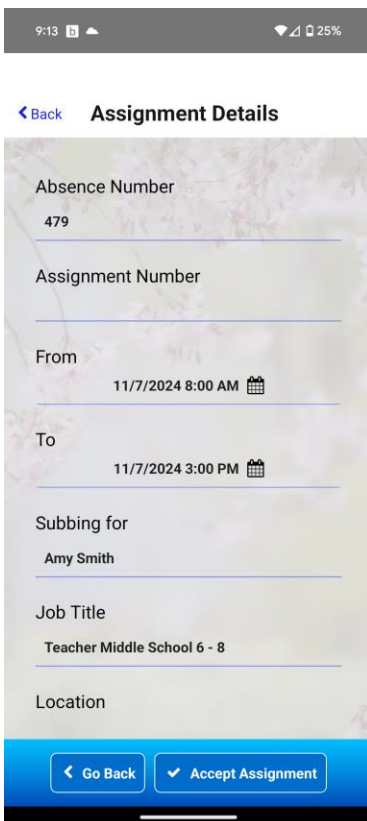 9:13 b 25%
Back Assignment Details
Absence Number
479
Assignment Number
From
11/7/2024 8:00 AM
To
11/7/2024 3:00 PM
Subbing for
Amy Smith
Job Title
Teacher Middle School 6 - 8
Location
Go Back Accept Assignment